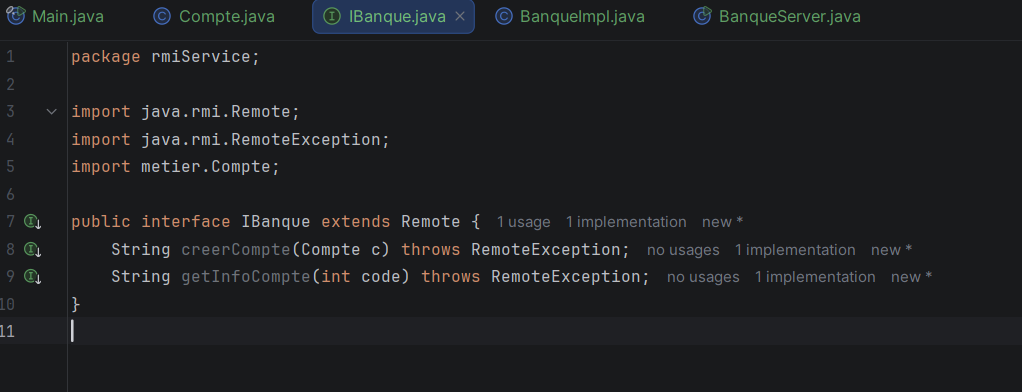 Main.java Compte.java IBanque.java BanqueImpl.java BanqueServer.java
1 package rmiService;
2
3 import java.rmi.Remote;
4 import java.rmi.RemoteException;
5 import metier.Compte;
6
7 public interface IBanque extends Remote { 1 usage 1 implementation new *
8 String creerCompte(Compte c) throws RemoteException; no usages 1 implementation new *
9 String getInfoCompte(int code) throws RemoteException; no usages 1 implementation new *
10 }
11